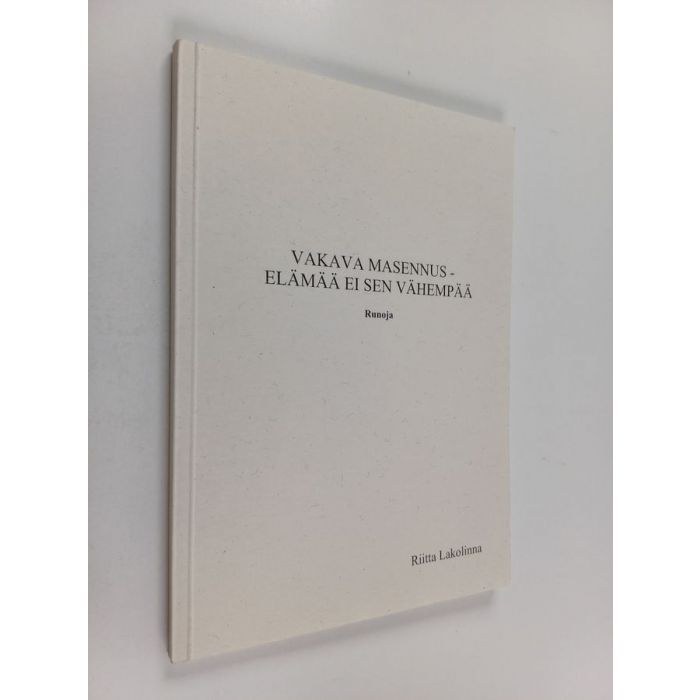 VAKAVA MASENNUS -
ELÄMÄÄ EI SEN VÄHEMPÄÄ
Runoja
Riitta Lakolinna